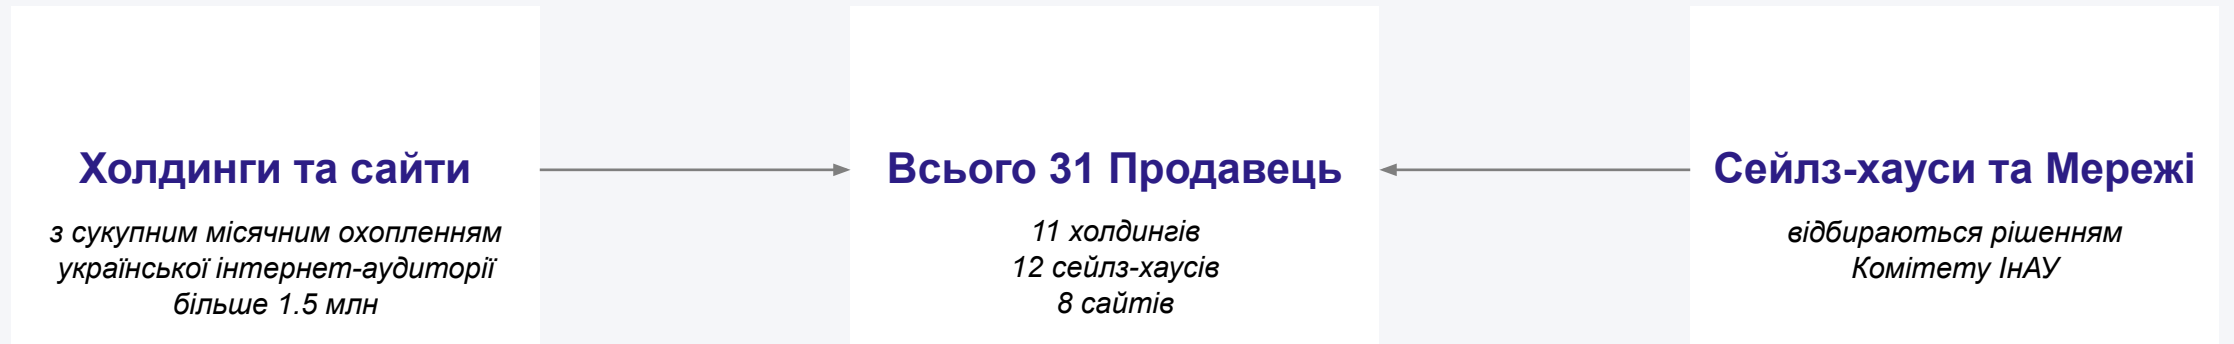 Холдинги та сайти
з сукупним місячним охопленням
української інтернет-аудиторії
більше 1.5 млн
Всього 31 Продавець
11 холдингів
12 сейлз-хаусів
8 сайтів
Сейлз-хауси та Мережі
відбираються рішенням
Комітету ІнАУ